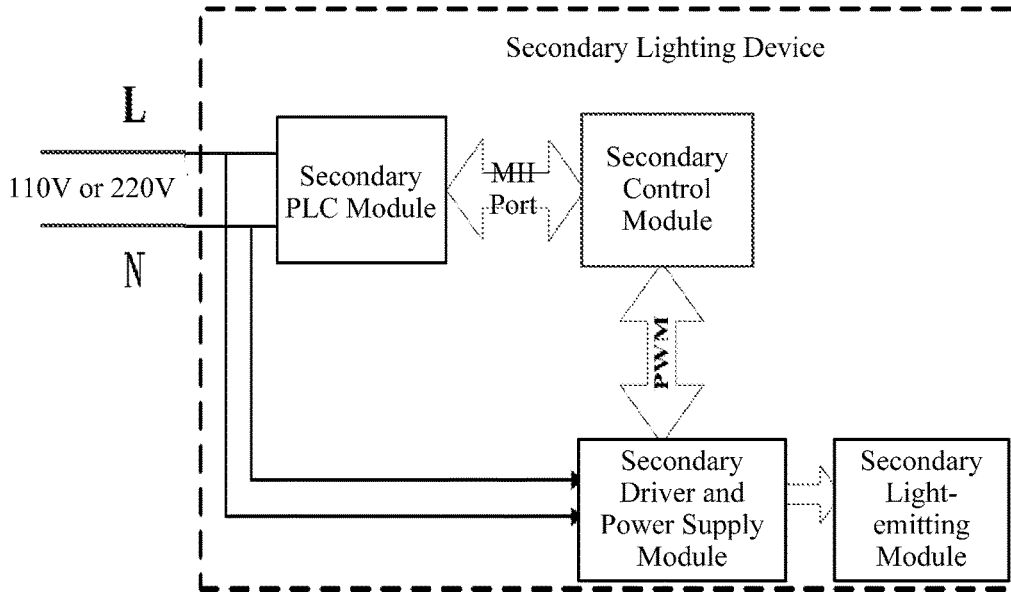 Secondary Lighting Device
L
110V or 220V
N
Secondary
PLC Module
MII
Port
Secondary
Control
Module
PWM
Secondary
Driver and
Power Supply
Module
Secondary
Light-
emitting
Module